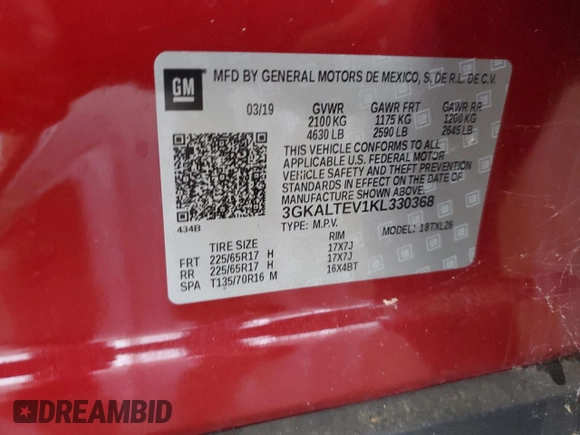 GM
MFD BY GENERAL MOTORS DE MEXICO, S. DE R.L. DE C.V.
03/19 GVWR GAWR FRT GAWR RR
2100 KG 1175 KG 1200 KG
4630 LB 2590 LB 2645 LB
THIS VEHICLE CONFORMS TO ALL
APPLICABLE U.S. FEDERAL MOTOR
VEHICLE SAFETY AND THEFT PREVENTION
STANDARDS IN EFFECT ON THE DATE OF
MANUFACTURE SHOWN ABOVE.
3GKALTEV1KL330368
434B
TYPE: M.P.V. MODEL: 18TXL26
TIRE SIZE RIM
FRT 225/65R17 H 17X7J
RR 225/65R17 H 17X7J
SPA T135/70R16 M 16X4BT
DREAMBID